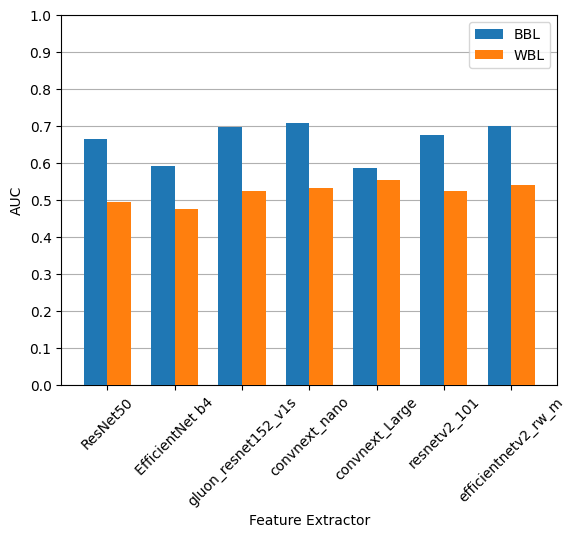 BBL
WBL
AUC
1.0
0.9
0.8
0.7
0.6
0.5
0.4
0.3
0.2
0.1
0.0
ResNet50
EfficientNet b4
gluon_resnet152_v1s
convnext_nano
convnext_Large
resnetv2_101
efficientnetv2_rw_m
Feature Extractor